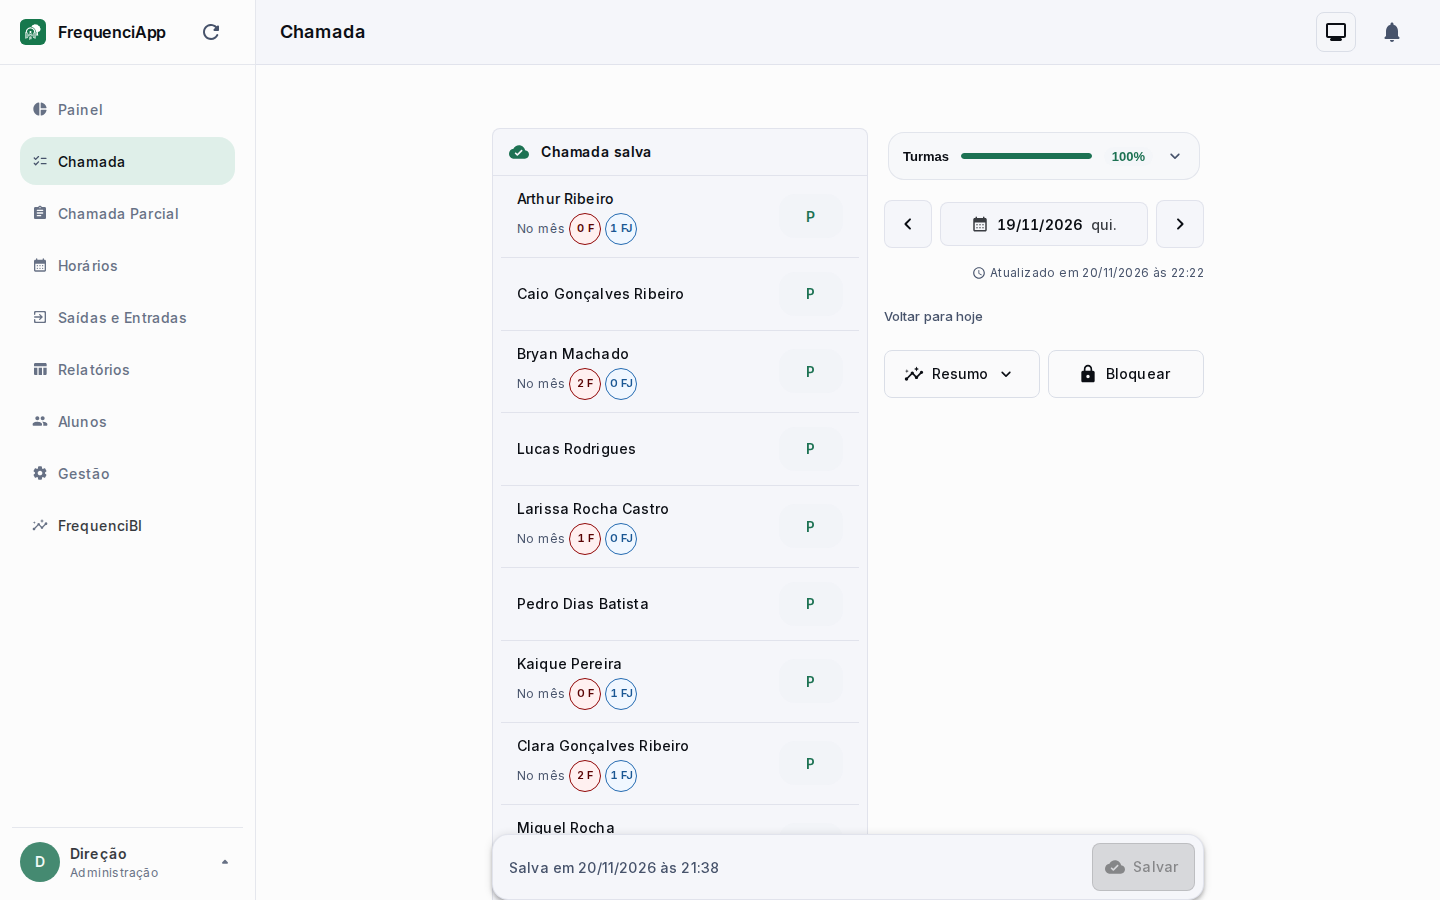 FrequenciApp
Painel
Chamada
Chamada Parcial
Horários
Saídas e Entradas
Relatórios
Alunos
Gestão
FrequenciBI
D
Direção
Administração
Chamada
Chamada salva
Arthur Ribeiro
No mês 0 F 1 FJ
P
Caio Gonçalves Ribeiro
P
Bryan Machado
No mês 2 F 0 FJ
P
Lucas Rodrigues
P
Larissa Rocha Castro
No mês 1 F 0 FJ
P
Pedro Dias Batista
P
Kaique Pereira
No mês 0 F 1 FJ
P
Clara Gonçalves Ribeiro
No mês 2 F 1 FJ
P
Miguel Rocha
Salva em 20/11/2026 às 21:38
Salvar
Turmas 100%
19/11/2026 qui.
Atualizado em 20/11/2026 às 22:22
Voltar para hoje
Resumo
Bloquear